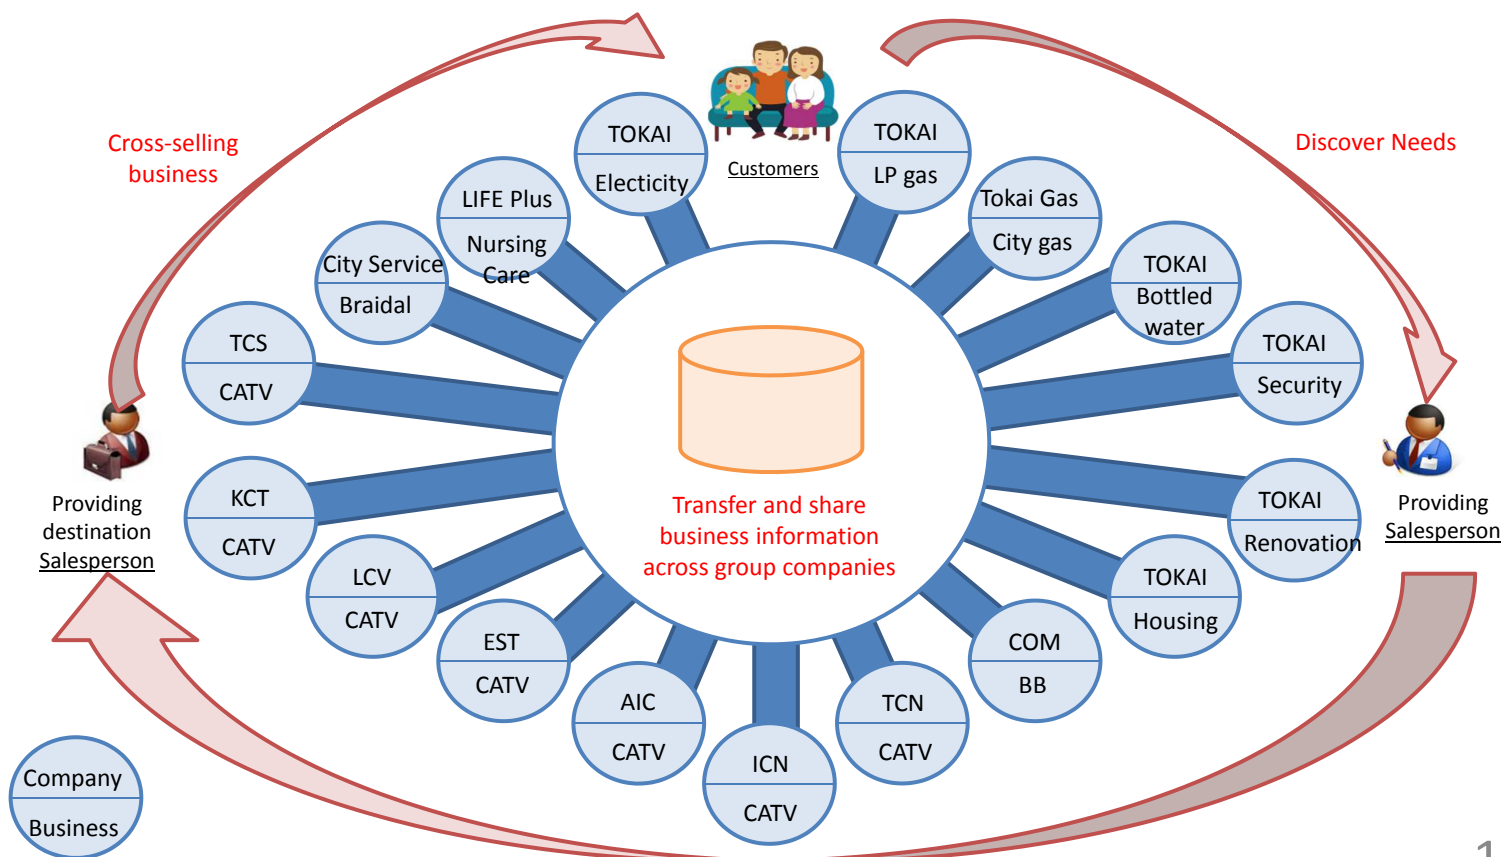 Cross-selling
business
Customers
Discover Needs
TOKAI
Electicity
TOKAI
LP gas
LIFE Plus
Nursing
Care
Tokai Gas
City gas
City Service
Braidal
TOKAI
Bottled
water
TCS
CATV
TOKAI
Security
Providing
destination
Salesperson
KCT
CATV
Transfer and share
business information
across group companies
TOKAI
Renovation
Providing
Salesperson
LCV
CATV
TOKAI
Housing
EST
CATV
COM
BB
AIC
CATV
TCN
CATV
ICN
CATV
Company
Business
1